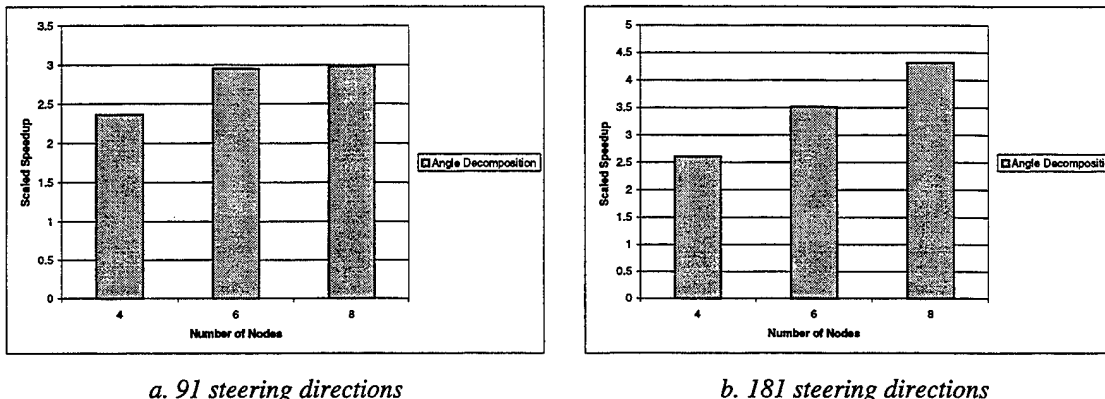 3.5
3
2.5
2
1.5
1
0.5
0
Scaled Speedup
4 6 8
Number of Nodes
Angle Decomposition
a. 91 steering directions
5
4.5
4
3.5
3
2.5
2
1.5
1
0.5
0
Scaled Speedup
4 6 8
Number of Nodes
Angle Decompositio
b. 181 steering directions